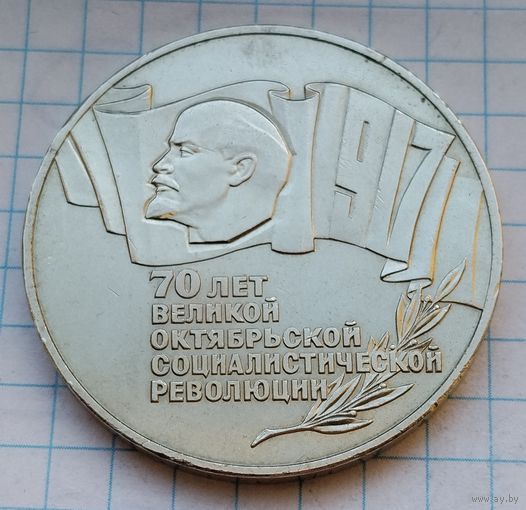 1917
70 ЛЕТ
ВЕЛИКОЙ
ОКТЯБРЬСКОЙ
СОЦИАЛИСТИЧЕСКОЙ
РЕВОЛЮЦИИ
www.ay.by